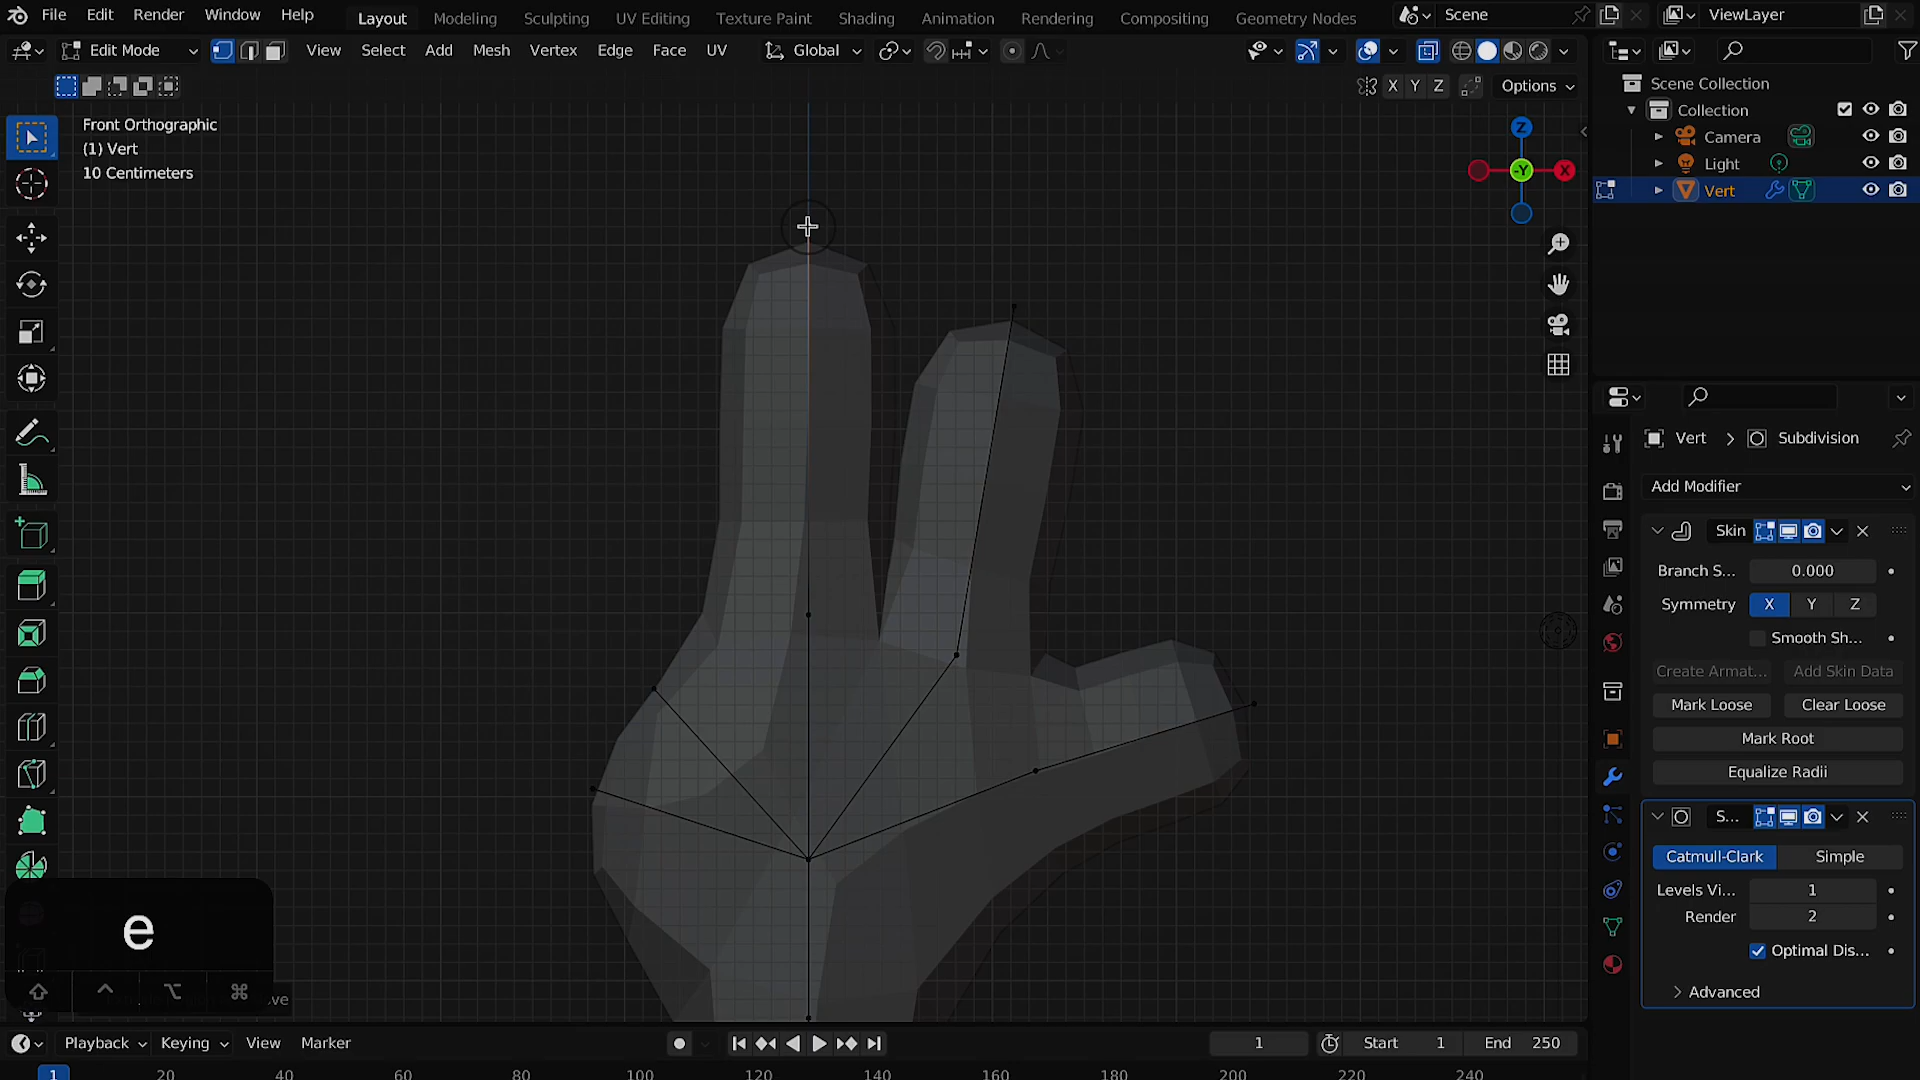 File Edit Render Window Help Layout Modeling Sculpting UV Editing Texture Paint Shading Animation Rendering Compositing Geometry Nodes Scene ViewLayer
Edit Mode View Select Add Mesh Vertex Edge Face UV Global
X Y Z Options
Front Orthographic
(1) Vert
10 Centimeters
Z
-Y
X
Scene Collection
Collection
Camera
Light
Vert
Vert > Subdivision
Add Modifier
Skin
Branch S... 0.000
Symmetry X Y Z
Smooth Sh...
Create Armat... Add Skin Data
Mark Loose Clear Loose
Mark Root
Equalize Radii
S...
Catmull-Clark Simple
Levels Vi... 1
Render 2
Optimal Dis...
Advanced
e
Playback Keying View Marker 1 Start 1 End 250
1 20 40 60 80 100 120 140 160 180 200 220 240